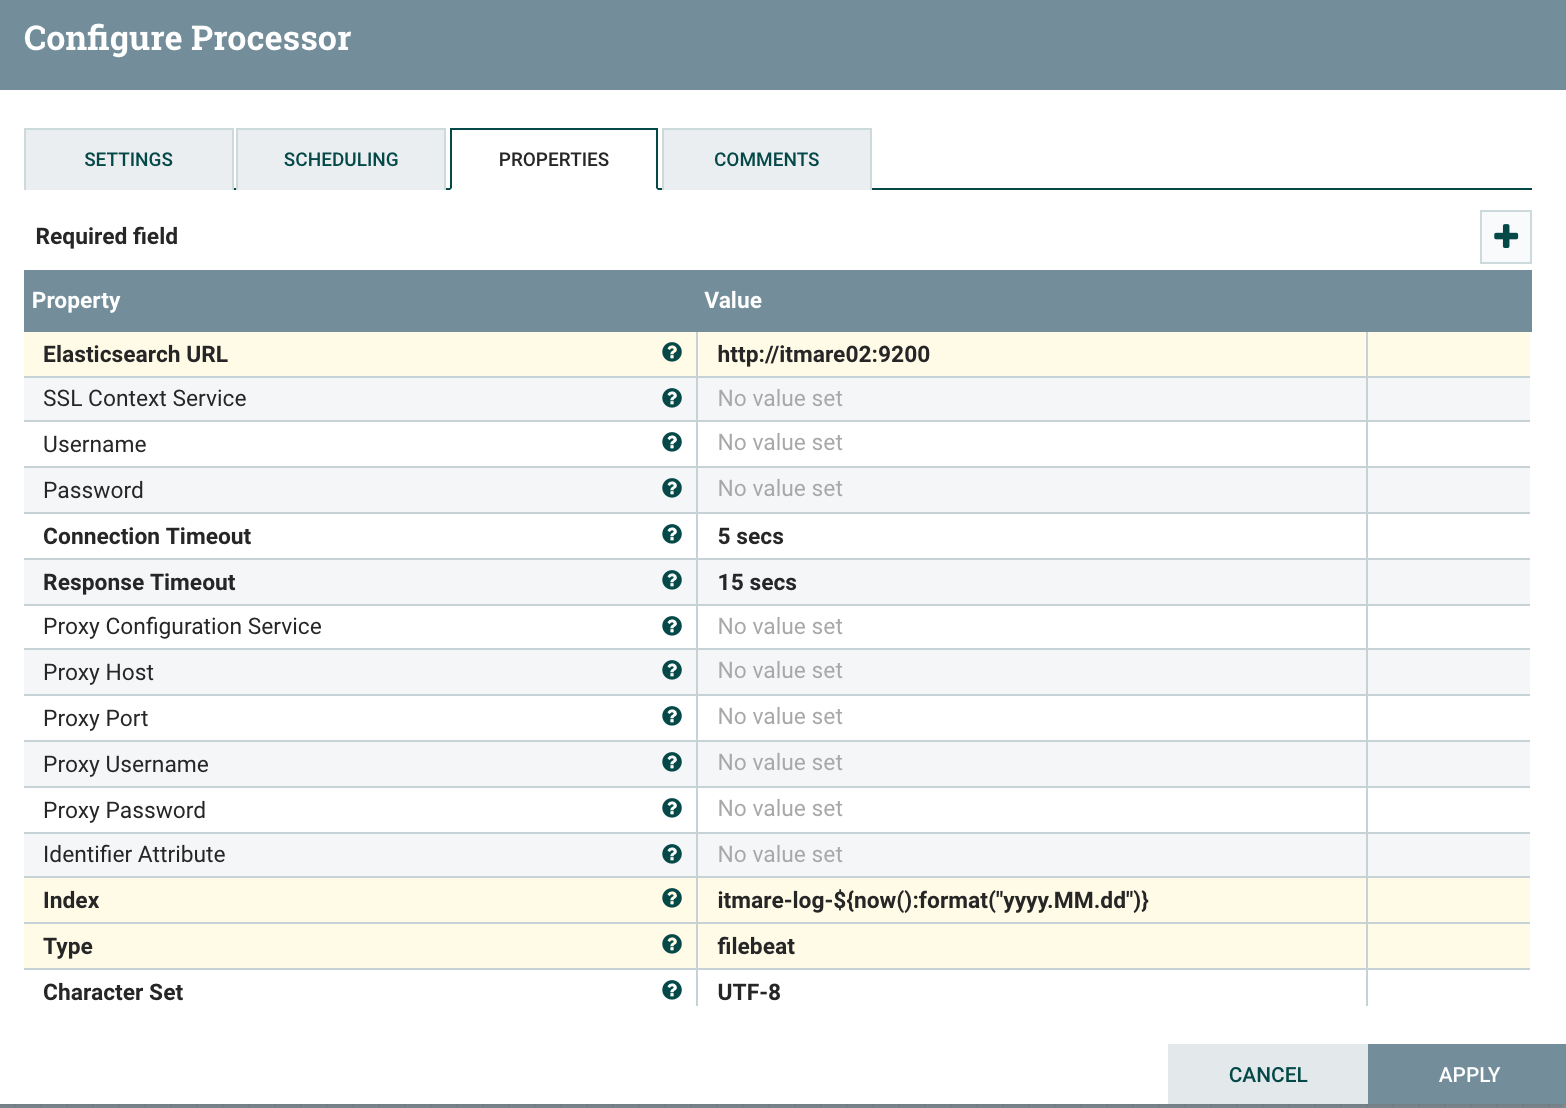 Configure Processor
SETTINGS SCHEDULING PROPERTIES COMMENTS
Required field
Property Value
Elasticsearch URL http://itmare02:9200
SSL Context Service No value set
Username No value set
Password No value set
Connection Timeout 5 secs
Response Timeout 15 secs
Proxy Configuration Service No value set
Proxy Host No value set
Proxy Port No value set
Proxy Username No value set
Proxy Password No value set
Identifier Attribute No value set
Index itmare-log-${now():format("yyyy.MM.dd")}
Type filebeat
Character Set UTF-8
CANCEL APPLY